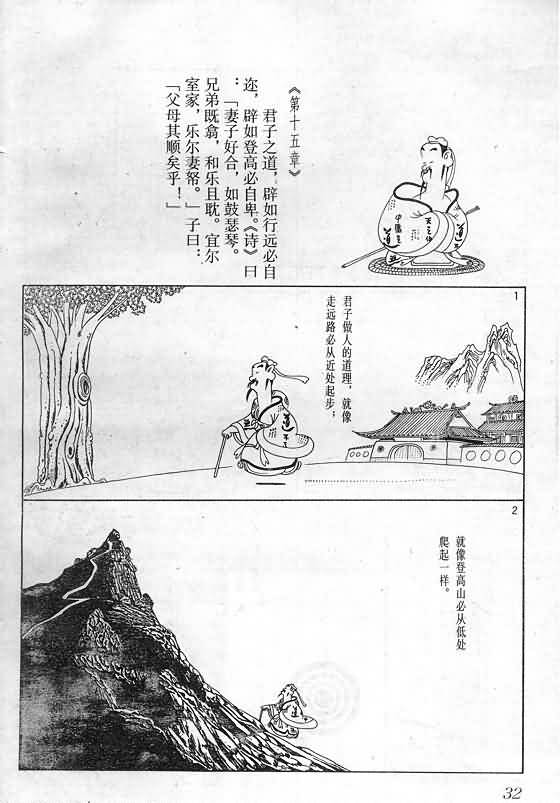 《第十五章》
君子之道，辟如行远必自
迩，辟如登高必自卑。《诗》曰
：「妻子好合，如鼓瑟琴。
兄弟既翕，和乐且耽。宜尔
室家，乐尔妻帑。」子曰：
「父母其顺矣乎！」
1
君子做人的道理，就像
走远路必从近处起步；
2
就像登高山必从低处
爬起一样。
32